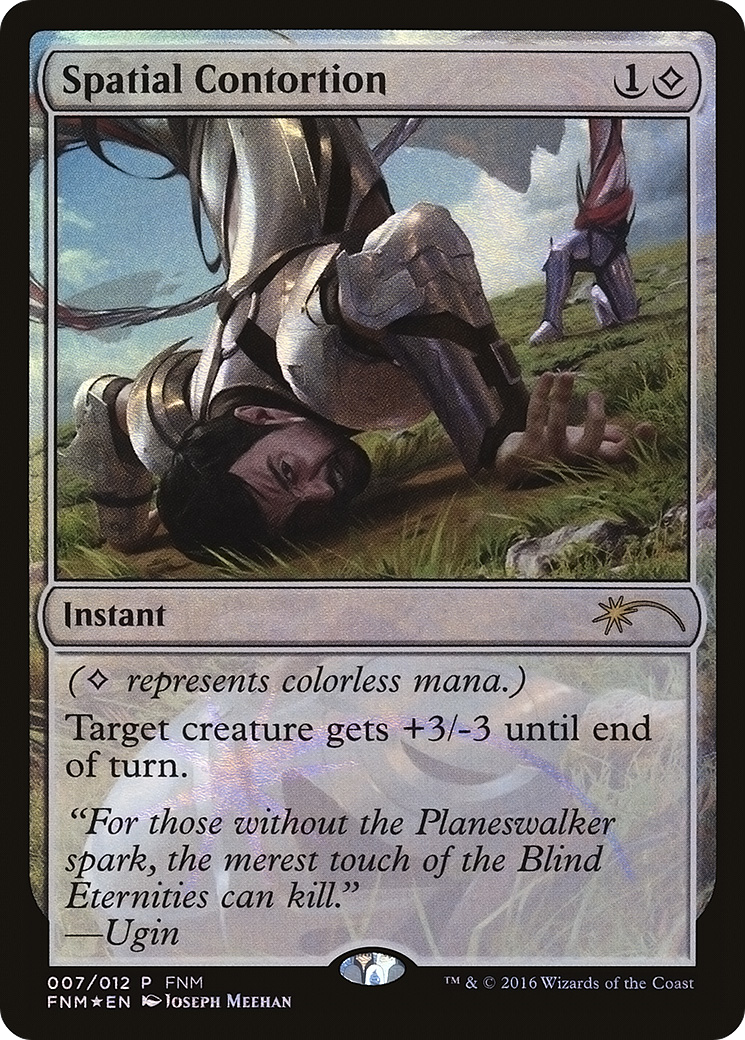 Spatial Contortion 1
Instant
( represents colorless mana.)
Target creature gets +3/-3 until end
of turn.
“For those without the Planeswalker
spark, the merest touch of the Blind
Eternities can kill.”
—Ugin
007/012 P FNM
FNM★EN Joseph Meehan
™ & © 2016 Wizards of the Coast